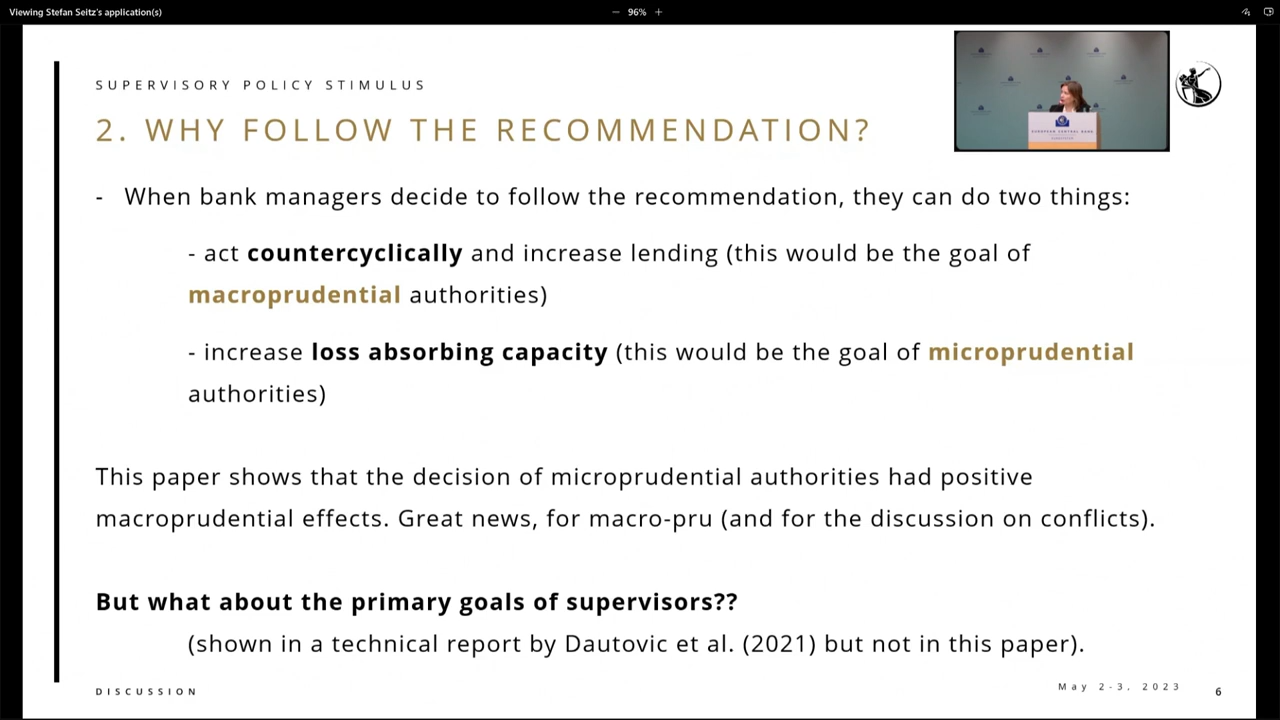 Viewing Stefan Seitz's application(s)
− 96% +
SUPERVISORY POLICY STIMULUS
2. WHY FOLLOW THE RECOMMENDATION?
EUROPEAN CENTRAL BANK
- When bank managers decide to follow the recommendation, they can do two things:
- act countercyclically and increase lending (this would be the goal of
macroprudential authorities)
- increase loss absorbing capacity (this would be the goal of microprudential
authorities)
This paper shows that the decision of microprudential authorities had positive
macroprudential effects. Great news, for macro-pru (and for the discussion on conflicts).
But what about the primary goals of supervisors??
(shown in a technical report by Dautovic et al. (2021) but not in this paper).
DISCUSSION
May 2-3, 2023
6